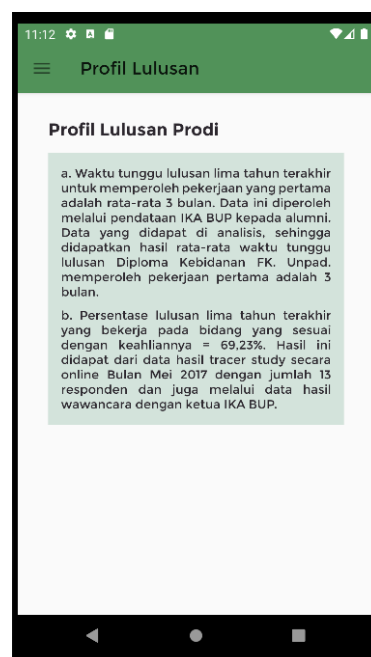 11:12
Profil Lulusan
Profil Lulusan Prodi
a. Waktu tunggu lulusan lima tahun terakhir
untuk memperoleh pekerjaan yang pertama
adalah rata-rata 3 bulan. Data ini diperoleh
melalui pendataan IKA BUP kepada alumni.
Data yang didapat di analisis, sehingga
didapatkan hasil rata-rata waktu tunggu
lulusan Diploma Kebidanan FK. Unpad.
memperoleh pekerjaan pertama adalah 3
bulan.
b. Persentase lulusan lima tahun terakhir
yang bekerja pada bidang yang sesuai
dengan keahliannya = 69,23%. Hasil ini
didapat dari data hasil tracer study secara
online Bulan Mei 2017 dengan jumlah 13
responden dan juga melalui data hasil
wawancara dengan ketua IKA BUP.